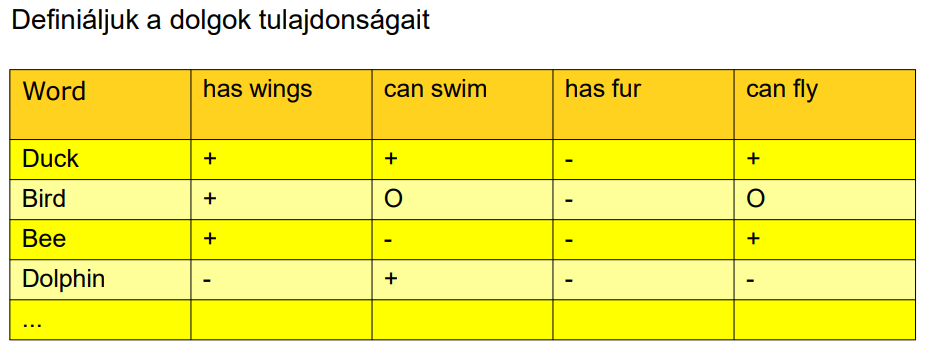 Definiáljuk a dolgok tulajdonságait
Word has wings can swim has fur can fly
Duck + + - +
Bird + O - O
Bee + - - +
Dolphin - + - -
...